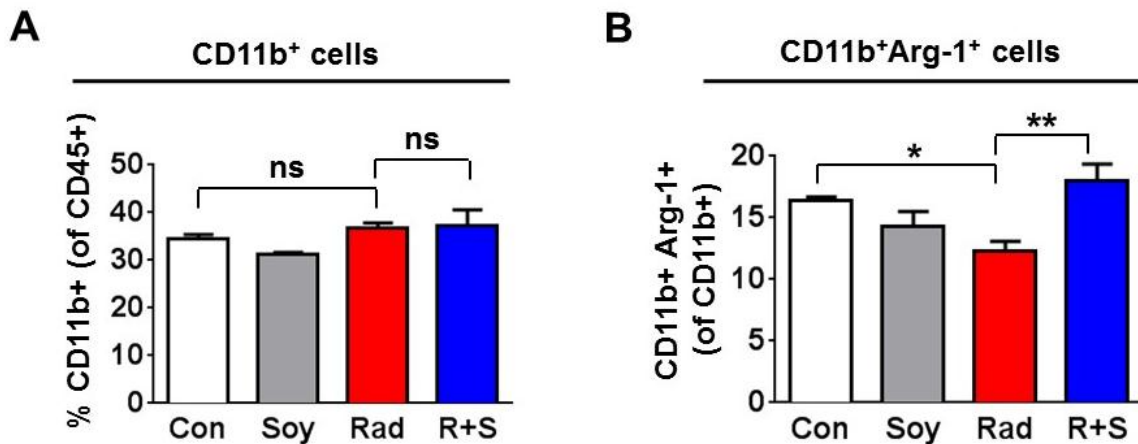 A
CD11b⁺ cells
% CD11b+ (of CD45+)
50
40
30
20
10
0
ns
ns
Con Soy Rad R+S
B
CD11b⁺Arg-1⁺ cells
CD11b+ Arg-1+
(of CD11b+)
20
15
10
5
0
*
**
Con Soy Rad R+S